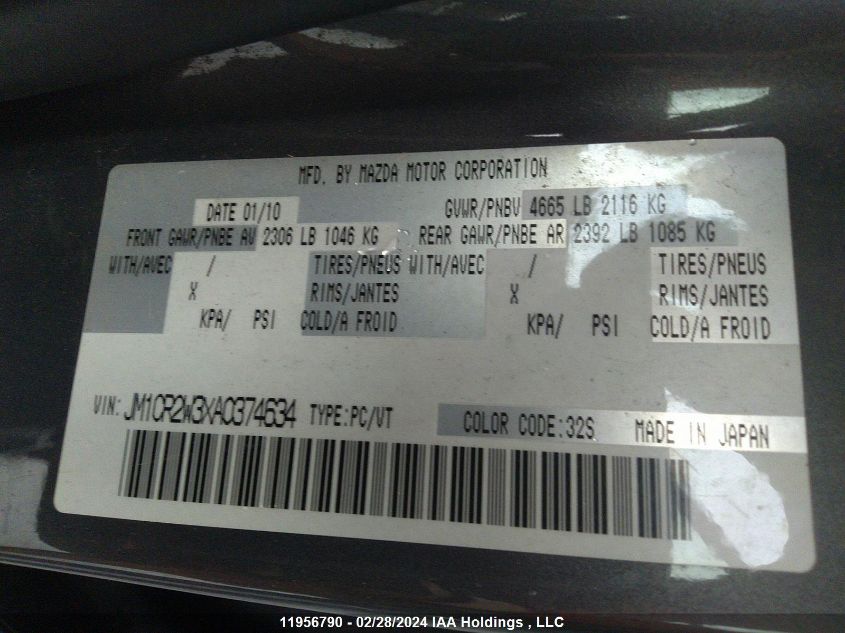 MFD. BY MAZDA MOTOR CORPORATION
DATE 01/10 GVWR/PNBV 4665 LB 2116 KG
FRONT GAWR/PNBE AV 2306 LB 1046 KG REAR GAWR/PNBE AR 2392 LB 1085 KG
WITH/AVEC / TIRES/PNEUS WITH/AVEC / TIRES/PNEUS
X RIMS/JANTES X RIMS/JANTES
KPA/ PSI COLD/A FROID KPA/ PSI COLD/A FROID
VIN: JM1CR2W3XA0374634 TYPE:PC/VT COLOR CODE:32S MADE IN JAPAN
11956790 - 02/28/2024 IAA Holdings , LLC